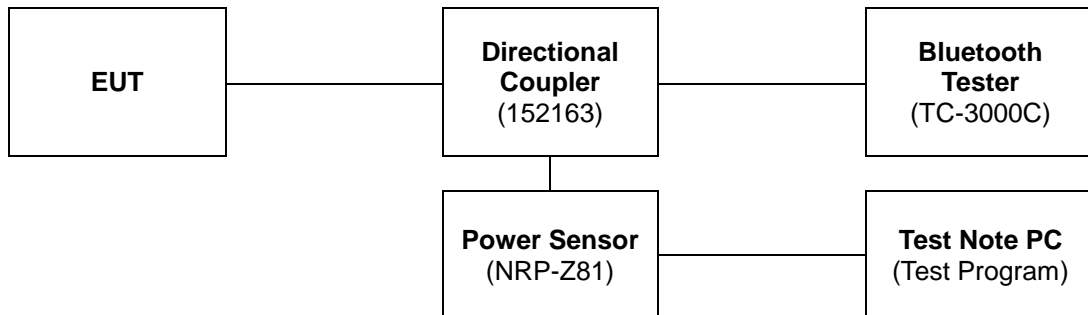 EUT
Directional
Coupler
(152163)
Bluetooth
Tester
(TC-3000C)
Power Sensor
(NRP-Z81)
Test Note PC
(Test Program)